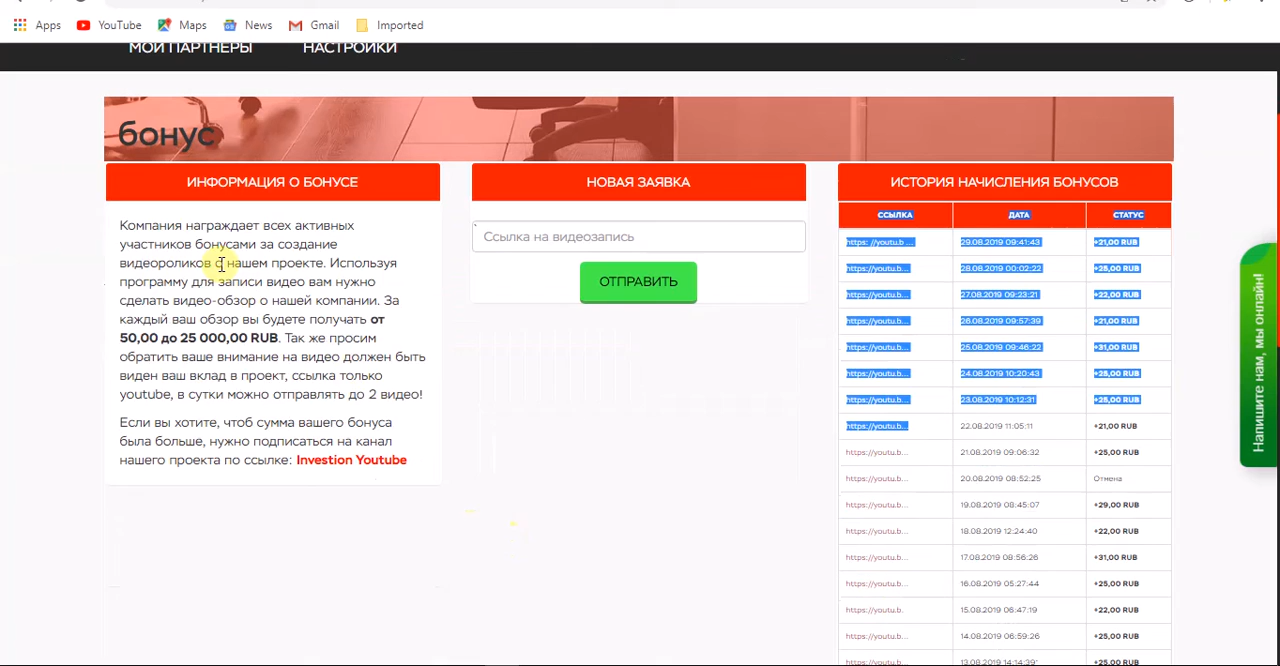 Apps YouTube Maps News Gmail Imported
МОИ ПАРТНЕРЫ НАСТРОЙКИ
бонус
ИНФОРМАЦИЯ О БОНУСЕ
Компания награждает всех активных
участников бонусами за создание
видеороликов о нашем проекте. Используя
программу для записи видео вам нужно
сделать видео-обзор о нашей компании. За
каждый ваш обзор вы будете получать от
50,00 до 25 000,00 RUB. Так же просим
обратить ваше внимание на видео должен быть
виден ваш вклад в проект, ссылка только
youtube, в сутки можно отправлять до 2 видео!
Если вы хотите, чтоб сумма вашего бонуса
была больше, нужно подписаться на канал
нашего проекта по ссылке: Investion Youtube
НОВАЯ ЗАЯВКА
Ссылка на видеозапись
ОТПРАВИТЬ
ИСТОРИЯ НАЧИСЛЕНИЯ БОНУСОВ
ССЫЛКА ДАТА СТАТУС
https: //youtu.b ... 29.08.2019 09:41:43 +21,00 RUB
https://youtu.b... 28.08.2019 00:02:22 +25,00 RUB
https://youtu.b... 27.08.2019 09:23:21 +22,00 RUB
https://youtu.b... 26.08.2019 09:57:39 +21,00 RUB
https://youtu.b... 25.08.2019 09:46:22 +31,00 RUB
https://youtu.b... 24.08.2019 10:20:43 +25,00 RUB
https://youtu.b... 23.08.2019 10:12:31 +25,00 RUB
https://youtu.b... 22.08.2019 11:05:11 +21,00 RUB
https://youtu.b... 21.08.2019 09:06:32 +25,00 RUB
https://youtu.b... 20.08.2019 08:52:25 Отмена
https://youtu.b... 19.08.2019 08:45:07 +29,00 RUB
https://youtu.b... 18.08.2019 12:24:40 +22,00 RUB
https://youtu.b... 17.08.2019 08:56:26 +31,00 RUB
https://youtu.b... 16.08.2019 05:27:44 +25,00 RUB
https://youtu.b. 15.08.2019 06:47:19 +22,00 RUB
https://youtu.b... 14.08.2019 06:59:26 +25,00 RUB
https://youtu.b... 13.08.2019 14:14:39 +25,00 RUB
Напишите нам, мы онлайн!